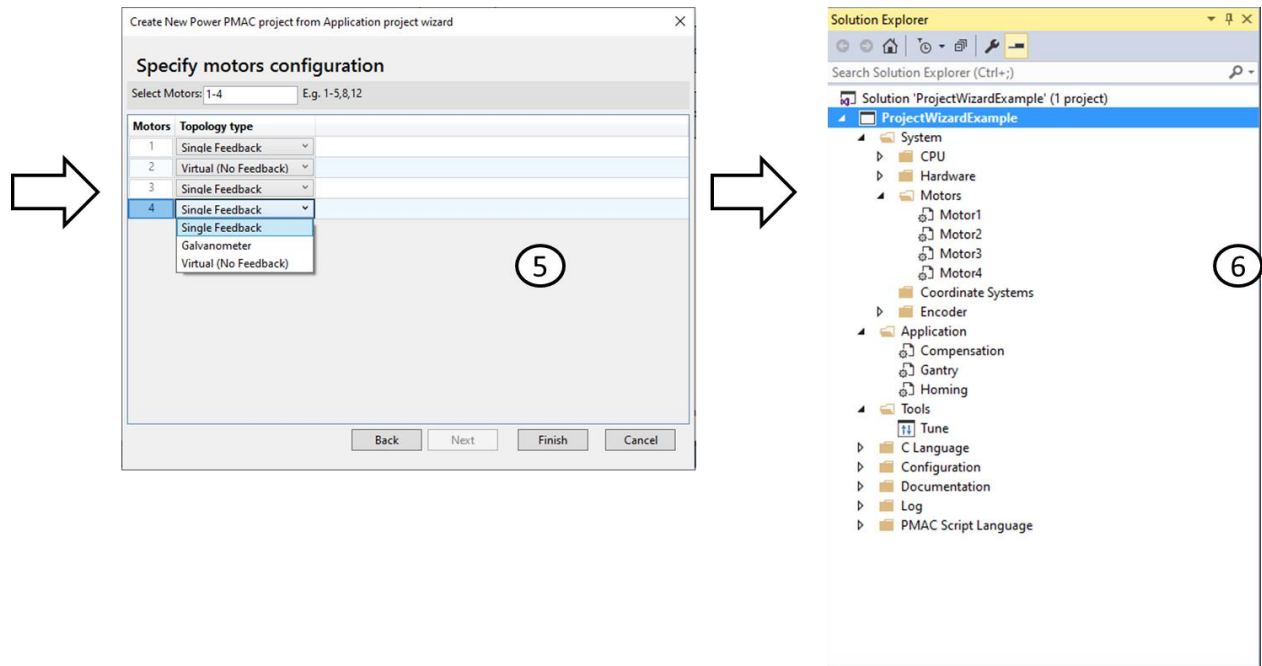 Create New Power PMAC project from Application project wizard
Specify motors configuration
Select Motors: 1-4 E.g. 1-5,8,12
Motors Topology type
1 Single Feedback
2 Virtual (No Feedback)
3 Single Feedback
4 Single Feedback
Single Feedback
Galvanometer
Virtual (No Feedback)
5
Back Next Finish Cancel
Solution Explorer
Search Solution Explorer (Ctrl+;)
Solution 'ProjectWizardExample' (1 project)
ProjectWizardExample
System
CPU
Hardware
Motors
Motor1
Motor2
Motor3
Motor4
Coordinate Systems
Encoder
Application
Compensation
Gantry
Homing
Tools
Tune
C Language
Configuration
Documentation
Log
PMAC Script Language
6